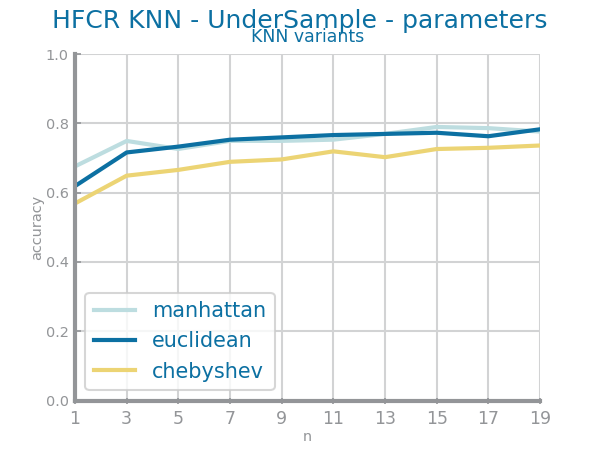 HFCR KNN - UnderSample - parameters
KNN variants
1.0
0.8
0.6
0.4
0.2
0.0
accuracy
manhattan
euclidean
chebyshev
1 3 5 7 9 11 13 15 17 19
n